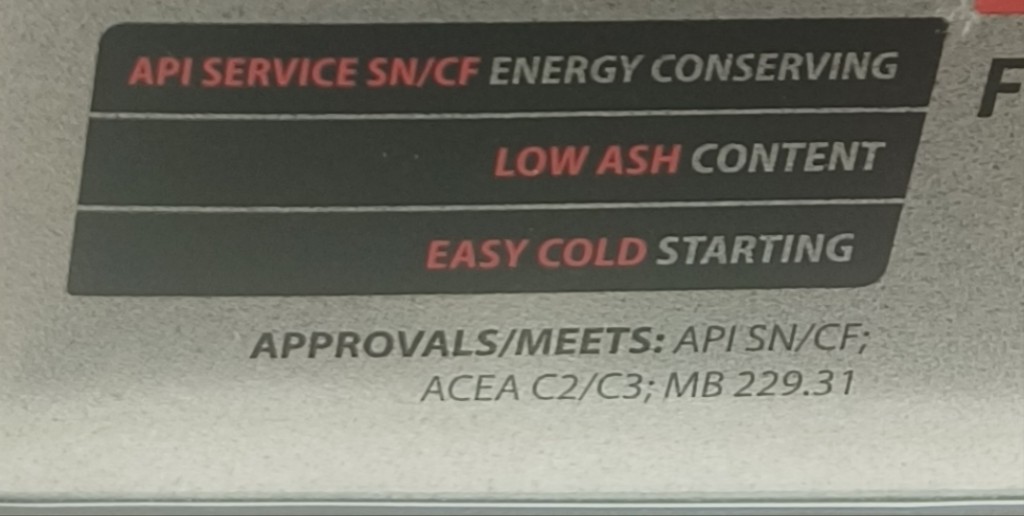 API SERVICE SN/CF ENERGY CONSERVING
LOW ASH CONTENT
EASY COLD STARTING
APPROVALS/MEETS: API SN/CF;
ACEA C2/C3; MB 229.31